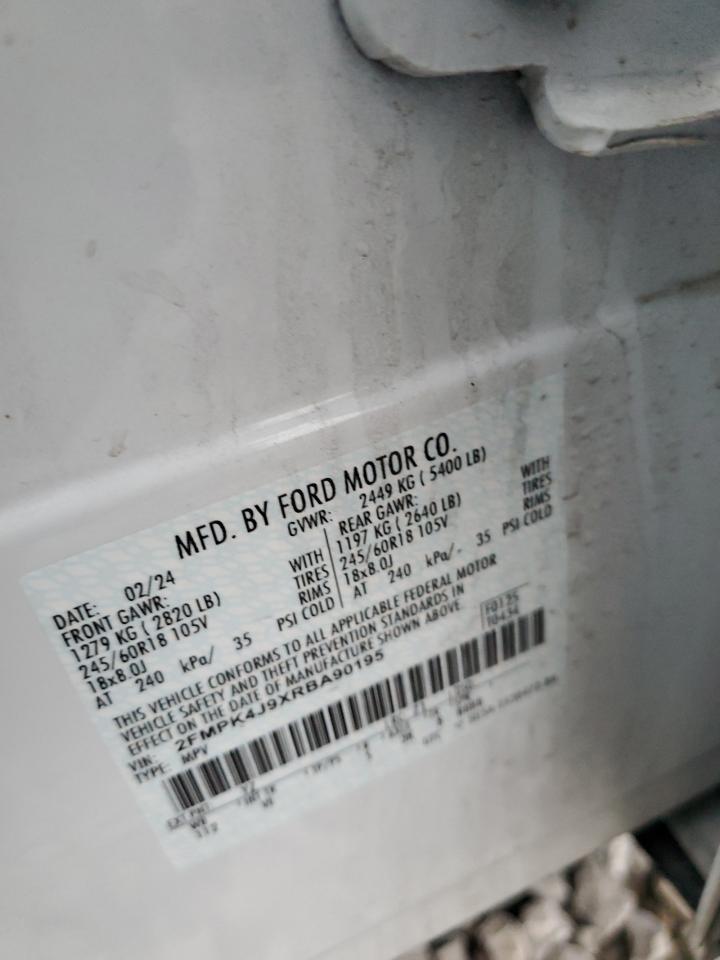 MFD. BY FORD MOTOR CO.
DATE: 02/24
GVWR: 2449 KG ( 5400 LB)
FRONT GAWR:
1279 KG ( 2820 LB) WITH
245/60R18 105V TIRES
18x8.0J RIMS
AT 240 kPa/ 35 PSI COLD
REAR GAWR:
1197 KG ( 2640 LB) WITH
245/60R18 105V TIRES
18x8.0J RIMS
AT 240 kPa/ 35 PSI COLD
THIS VEHICLE CONFORMS TO ALL APPLICABLE FEDERAL MOTOR
VEHICLE SAFETY AND THEFT PREVENTION STANDARDS IN
EFFECT ON THE DATE OF MANUFACTURE SHOWN ABOVE.
VIN: 2FMPK4J9XRBA90195
TYPE: MPV